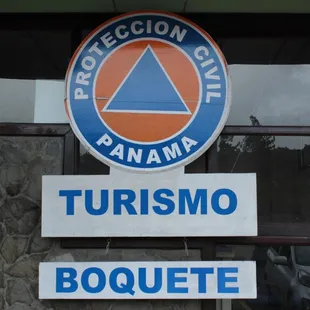 PROTECCION CIVIL
PANAMA
TURISMO
BOQUETE